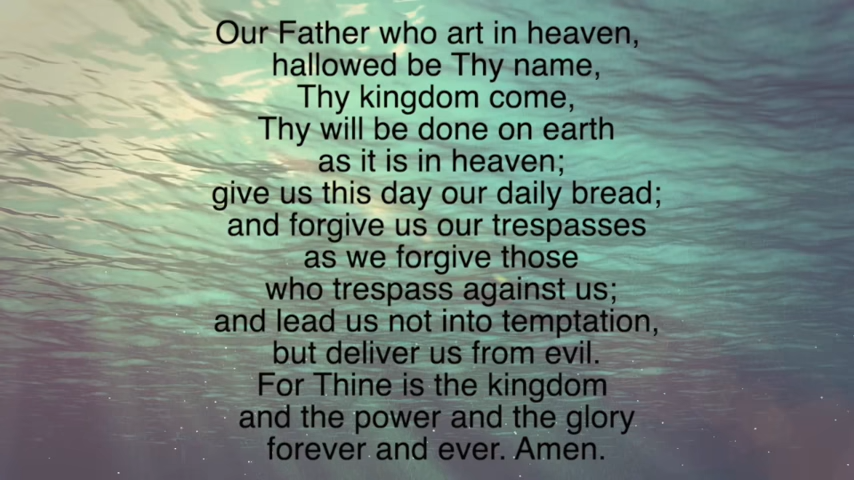 Our Father who art in heaven,
hallowed be Thy name,
Thy kingdom come,
Thy will be done on earth
as it is in heaven;
give us this day our daily bread;
and forgive us our trespasses
as we forgive those
who trespass against us;
and lead us not into temptation,
but deliver us from evil.
For Thine is the kingdom
and the power and the glory
forever and ever. Amen.